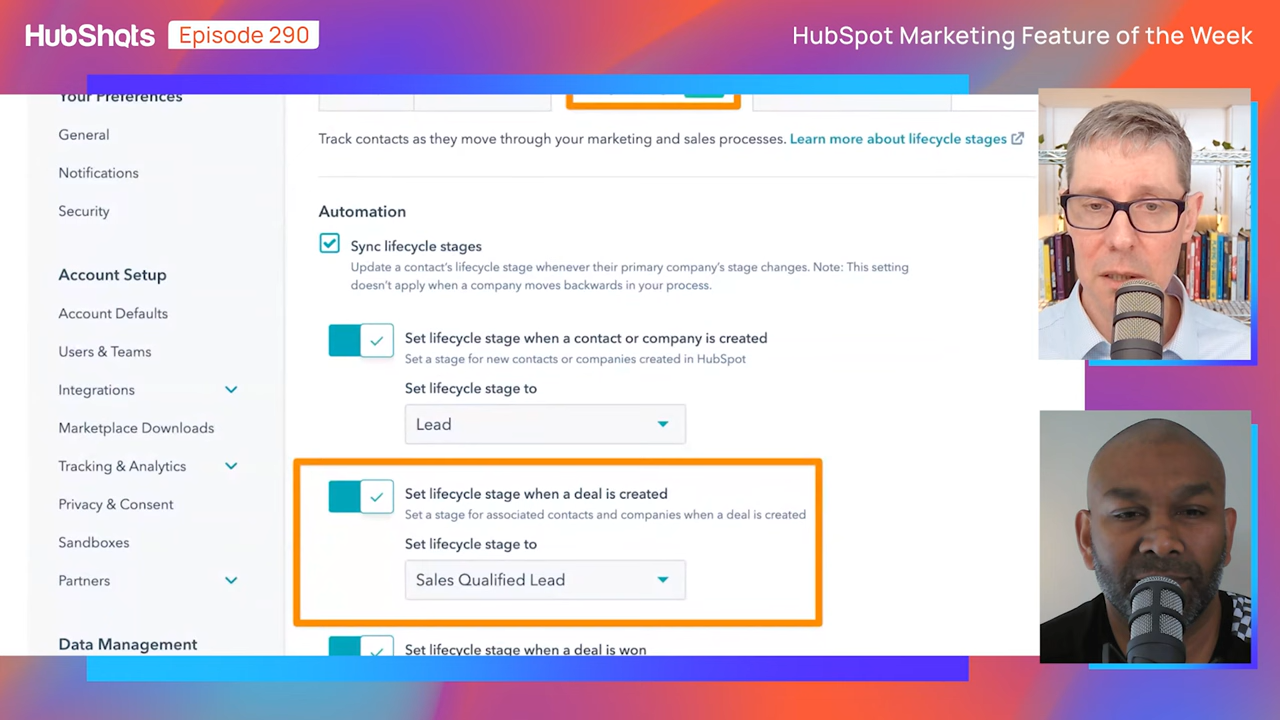 HubShots Episode 290
HubSpot Marketing Feature of the Week
Your Preferences
General
Notifications
Security
Account Setup
Account Defaults
Users & Teams
Integrations
Marketplace Downloads
Tracking & Analytics
Privacy & Consent
Sandboxes
Partners
Data Management
Track contacts as they move through your marketing and sales processes. Learn more about lifecycle stages
Automation
Sync lifecycle stages
Update a contact's lifecycle stage whenever their primary company's stage changes. Note: This setting
doesn't apply when a company moves backwards in your process.
Set lifecycle stage when a contact or company is created
Set a stage for new contacts or companies created in HubSpot
Set lifecycle stage to
Lead
Set lifecycle stage when a deal is created
Set a stage for associated contacts and companies when a deal is created
Set lifecycle stage to
Sales Qualified Lead
Set lifecycle stage when a deal is won